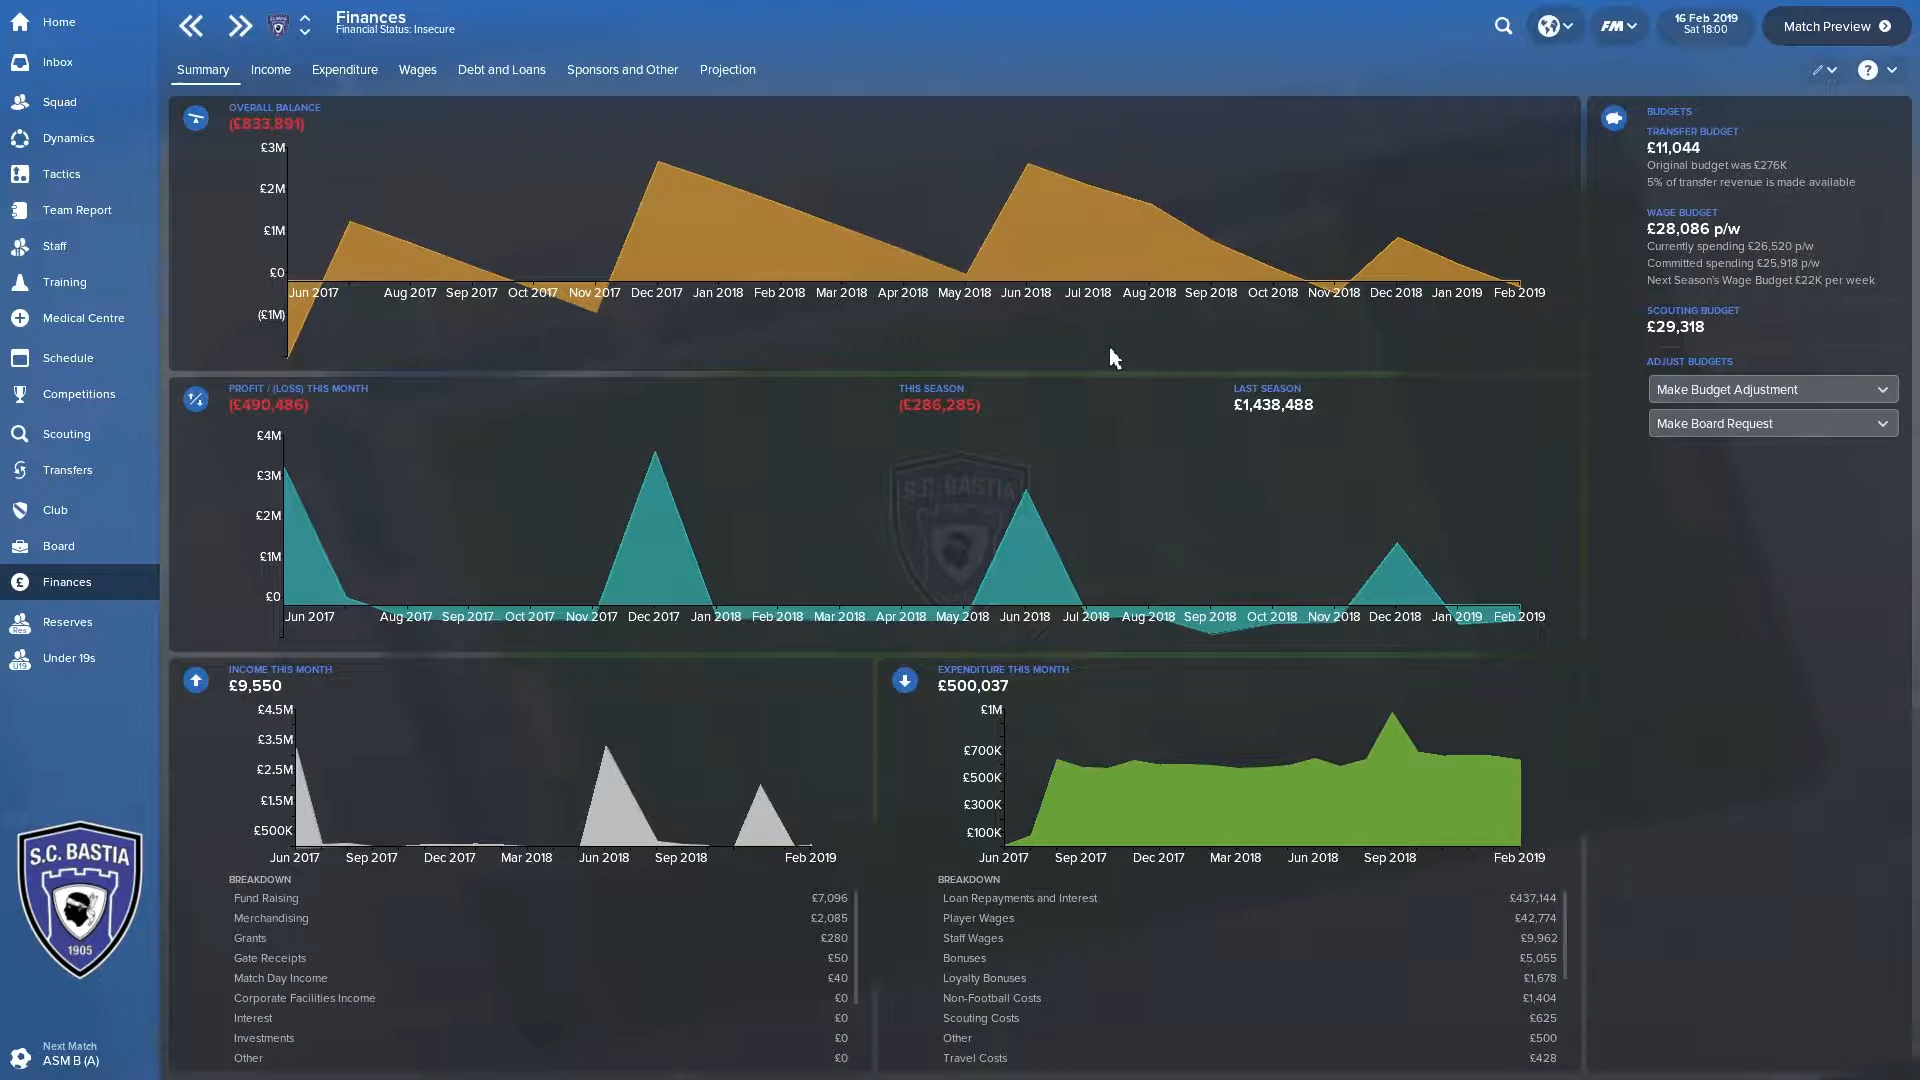 Home
Inbox
Squad
Dynamics
Tactics
Team Report
Staff
Training
Medical Centre
Schedule
Competitions
Scouting
Transfers
Club
Board
Finances
Reserves
Res
Under 19s
U19
S.C. BASTIA
1905
Next Match
ASM B (A)
Finances
Financial Status: Insecure
FM
16 Feb 2019
Sat 18:00
Match Preview
Summary Income Expenditure Wages Debt and Loans Sponsors and Other Projection
?
OVERALL BALANCE
(£833,891)
£3M
£2M
£1M
£0
(£1M)
Jun 2017 Aug 2017 Sep 2017 Oct 2017 Nov 2017 Dec 2017 Jan 2018 Feb 2018 Mar 2018 Apr 2018 May 2018 Jun 2018 Jul 2018 Aug 2018 Sep 2018 Oct 2018 Nov 2018 Dec 2018 Jan 2019 Feb 2019
PROFIT / (LOSS) THIS MONTH
(£490,486)
THIS SEASON
(£286,285)
LAST SEASON
£1,438,488
£4M
£3M
£2M
£1M
£0
S.C. BASTIA
Jun 2017 Aug 2017 Sep 2017 Oct 2017 Nov 2017 Dec 2017 Jan 2018 Feb 2018 Mar 2018 Apr 2018 May 2018 Jun 2018 Jul 2018 Aug 2018 Sep 2018 Oct 2018 Nov 2018 Dec 2018 Jan 2019 Feb 2019
INCOME THIS MONTH
£9,550
£4.5M
£3.5M
£2.5M
£1.5M
£500K
Jun 2017 Sep 2017 Dec 2017 Mar 2018 Jun 2018 Sep 2018 Feb 2019
BREAKDOWN
Fund Raising £7,096
Merchandising £2,085
Grants £280
Gate Receipts £50
Match Day Income £40
Corporate Facilities Income £0
Interest £0
Investments £0
Other £0
EXPENDITURE THIS MONTH
£500,037
£1M
£700K
£500K
£300K
£100K
Jun 2017 Sep 2017 Dec 2017 Mar 2018 Jun 2018 Sep 2018 Feb 2019
BREAKDOWN
Loan Repayments and Interest £437,144
Player Wages £42,774
Staff Wages £9,962
Bonuses £5,055
Loyalty Bonuses £1,678
Non-Football Costs £1,404
Scouting Costs £625
Other £500
Travel Costs £428
BUDGETS
TRANSFER BUDGET
£11,044
Original budget was £276K
5% of transfer revenue is made available
WAGE BUDGET
£28,086 p/w
Currently spending £26,520 p/w
Committed spending £25,918 p/w
Next Season's Wage Budget £22K per week
SCOUTING BUDGET
£29,318
ADJUST BUDGETS
Make Budget Adjustment
Make Board Request